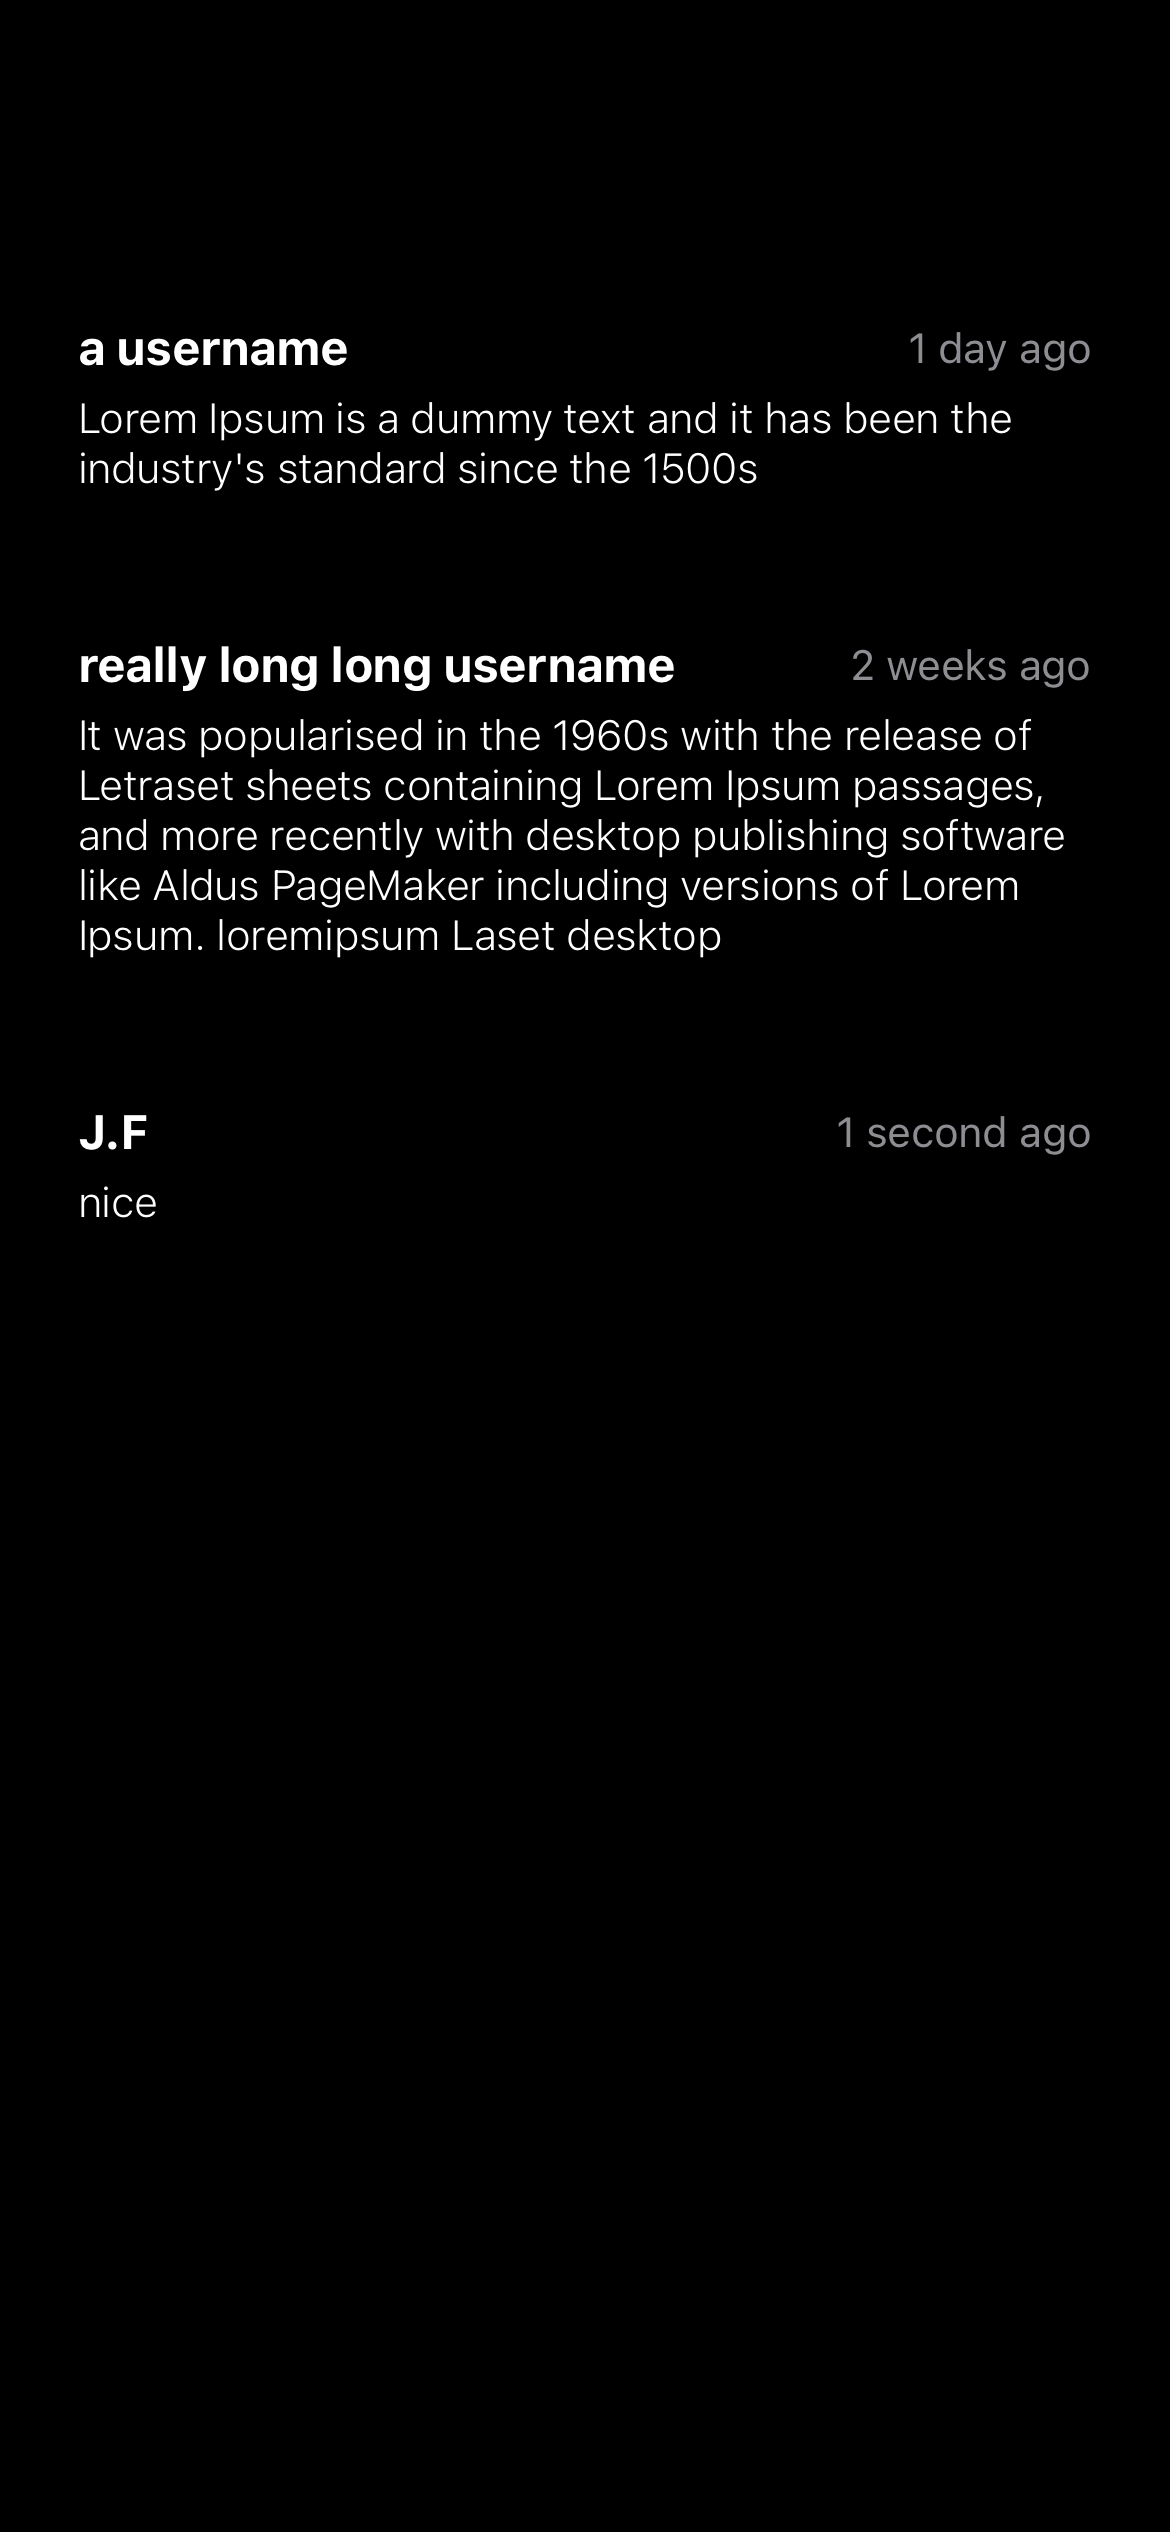 a username
1 day ago
Lorem Ipsum is a dummy text and it has been the
industry's standard since the 1500s
really long long username
2 weeks ago
It was popularised in the 1960s with the release of
Letraset sheets containing Lorem Ipsum passages,
and more recently with desktop publishing software
like Aldus PageMaker including versions of Lorem
Ipsum. loremipsum Laset desktop
J.F
1 second ago
nice